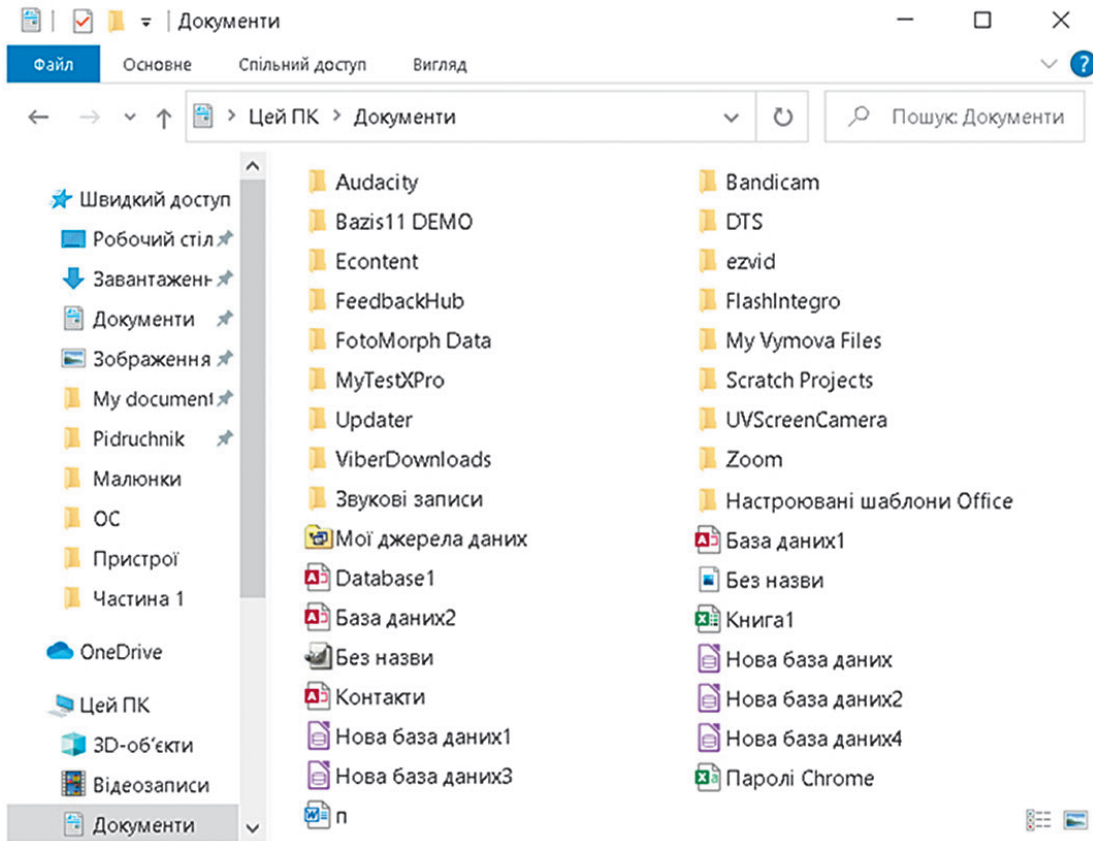 Документи
Файл Основне Спільний доступ Вигляд
Цей ПК > Документи
Пошук: Документи
Швидкий доступ
Робочий стіл
Завантаженн
Документи
Зображення
My document
Pidruchnik
Малюнки
ОС
Пристрої
Частина 1
OneDrive
Цей ПК
3D-об'єкти
Відеозаписи
Документи
Audacity
Bandicam
Bazis11 DEMO
DTS
Econtent
ezvid
FeedbackHub
FlashIntegro
FotoMorph Data
My Vymova Files
MyTestXPro
Scratch Projects
Updater
UVScreenCamera
ViberDownloads
Zoom
Звукові записи
Настроювані шаблони Office
Мої джерела даних
База даних1
Database1
Без назви
База даних2
Книга1
Без назви
Нова база даних
Контакти
Нова база даних2
Нова база даних1
Нова база даних4
Нова база даних3
Паролі Chrome
п